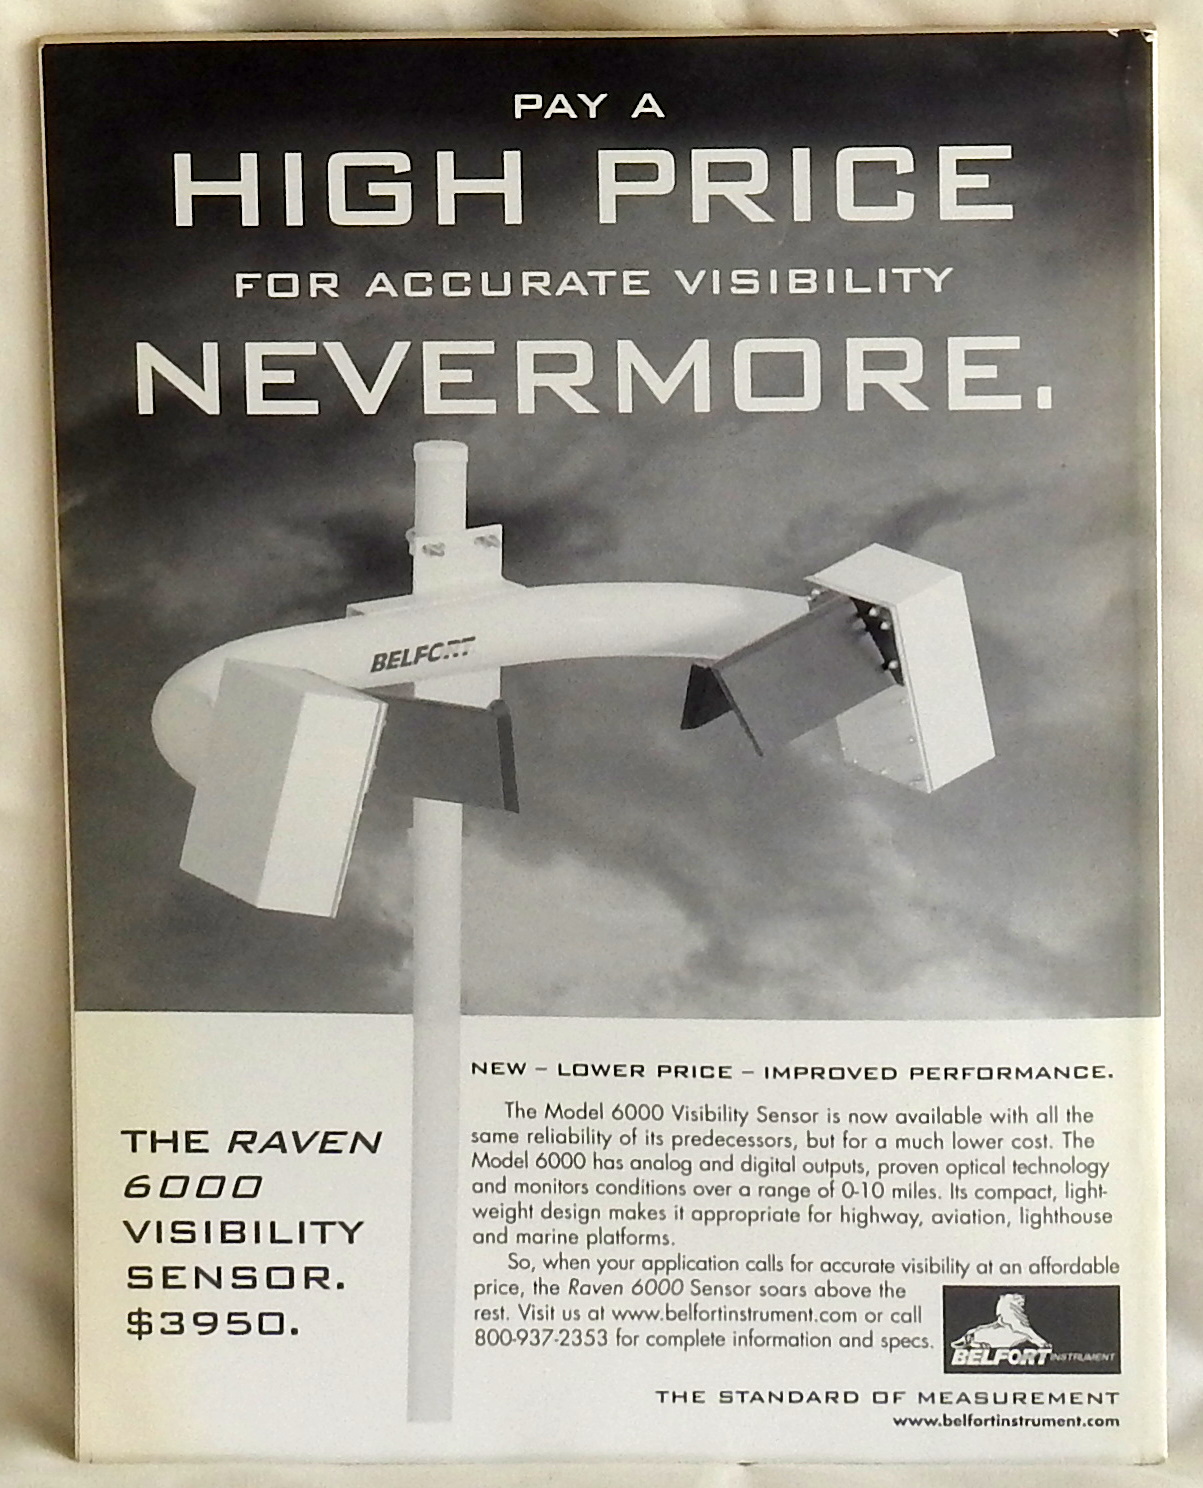 PAY A
HIGH PRICE
FOR ACCURATE VISIBILITY
NEVERMORE.
BELFORT
NEW – LOWER PRICE – IMPROVED PERFORMANCE.
THE RAVEN
6000
VISIBILITY
SENSOR.
$3950.
The Model 6000 Visibility Sensor is now available with all the
same reliability of its predecessors, but for a much lower cost. The
Model 6000 has analog and digital outputs, proven optical technology
and monitors conditions over a range of 0-10 miles. Its compact, light-
weight design makes it appropriate for highway, aviation, lighthouse
and marine platforms.
So, when your application calls for accurate visibility at an affordable
price, the Raven 6000 Sensor soars above the
rest. Visit us at www.belfortinstrument.com or call
800-937-2353 for complete information and specs.
BELFORT INSTRUMENT
THE STANDARD OF MEASUREMENT
www.belfortinstrument.com